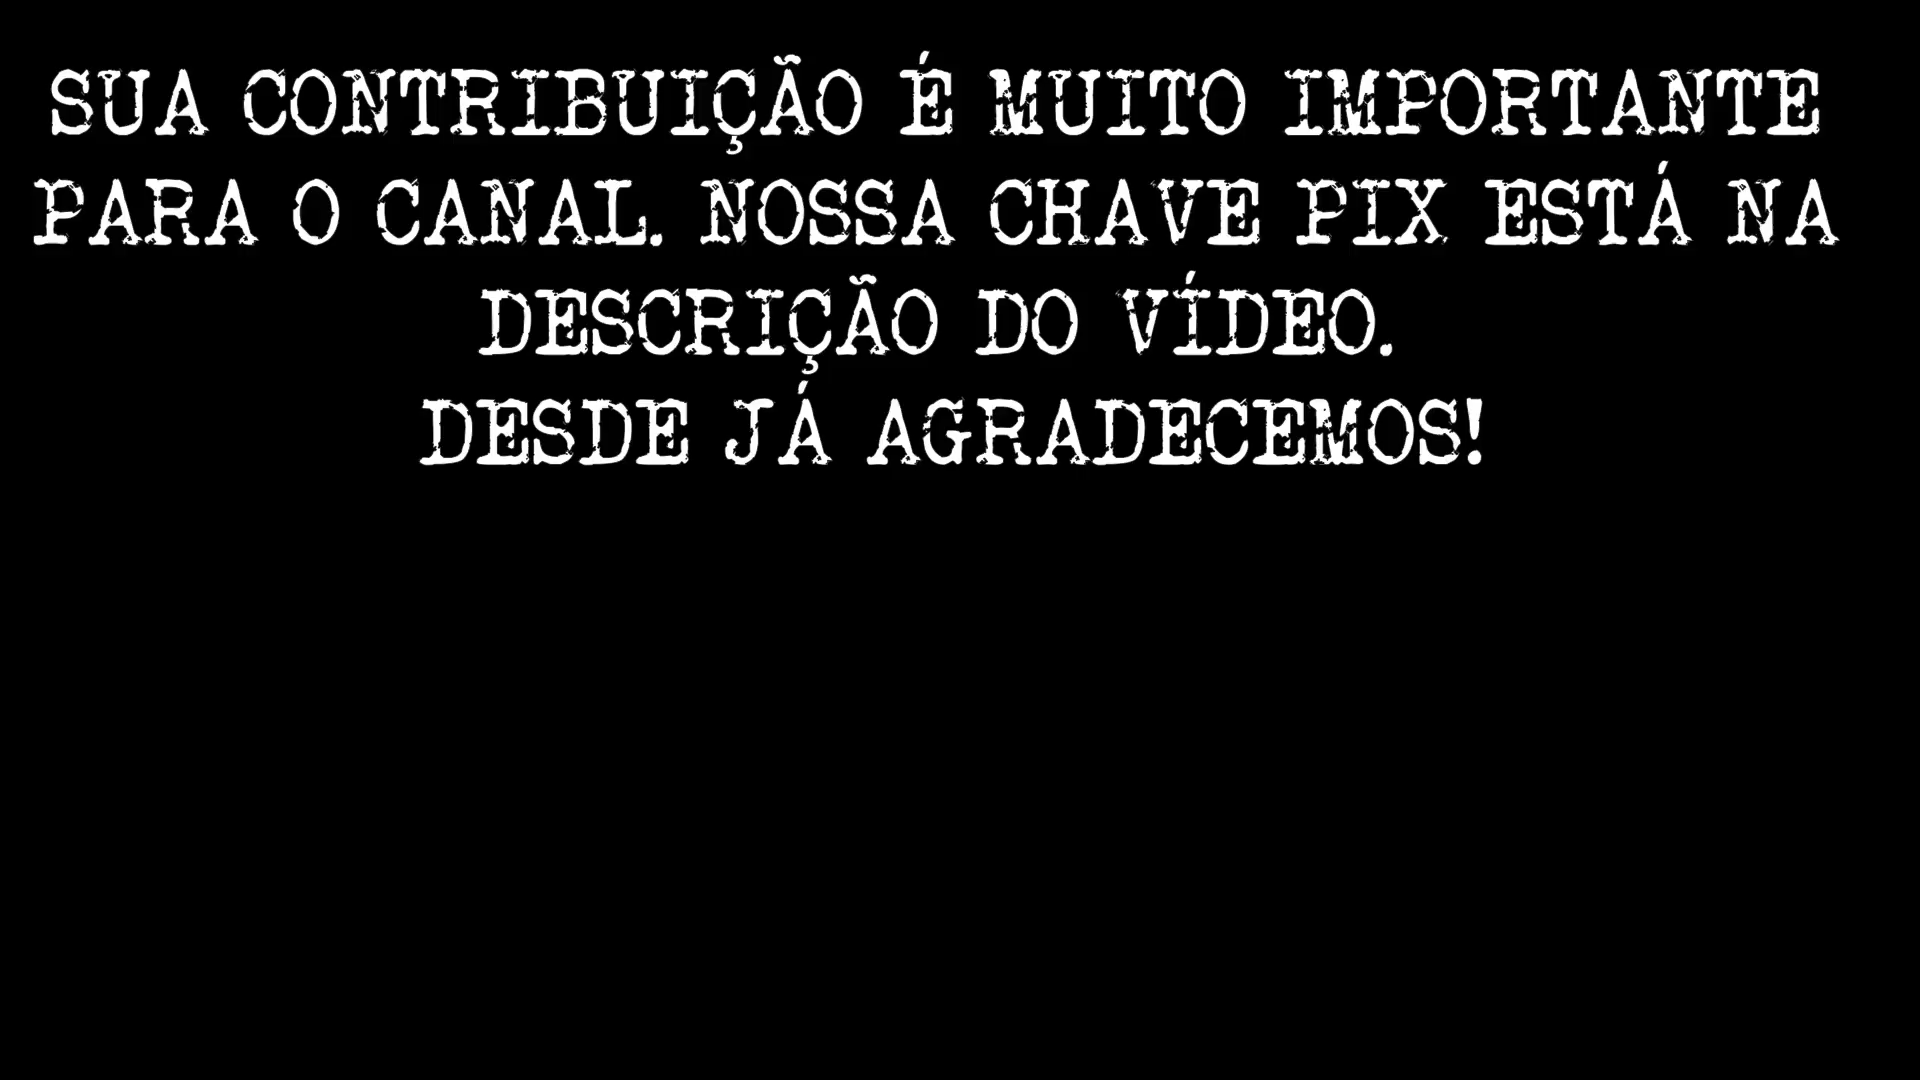 SUA CONTRIBUIÇÃO É MUITO IMPORTANTE
PARA O CANAL. NOSSA CHAVE PIX ESTÁ NA
DESCRIÇÃO DO VÍDEO.
DESDE JÁ AGRADECEMOS!